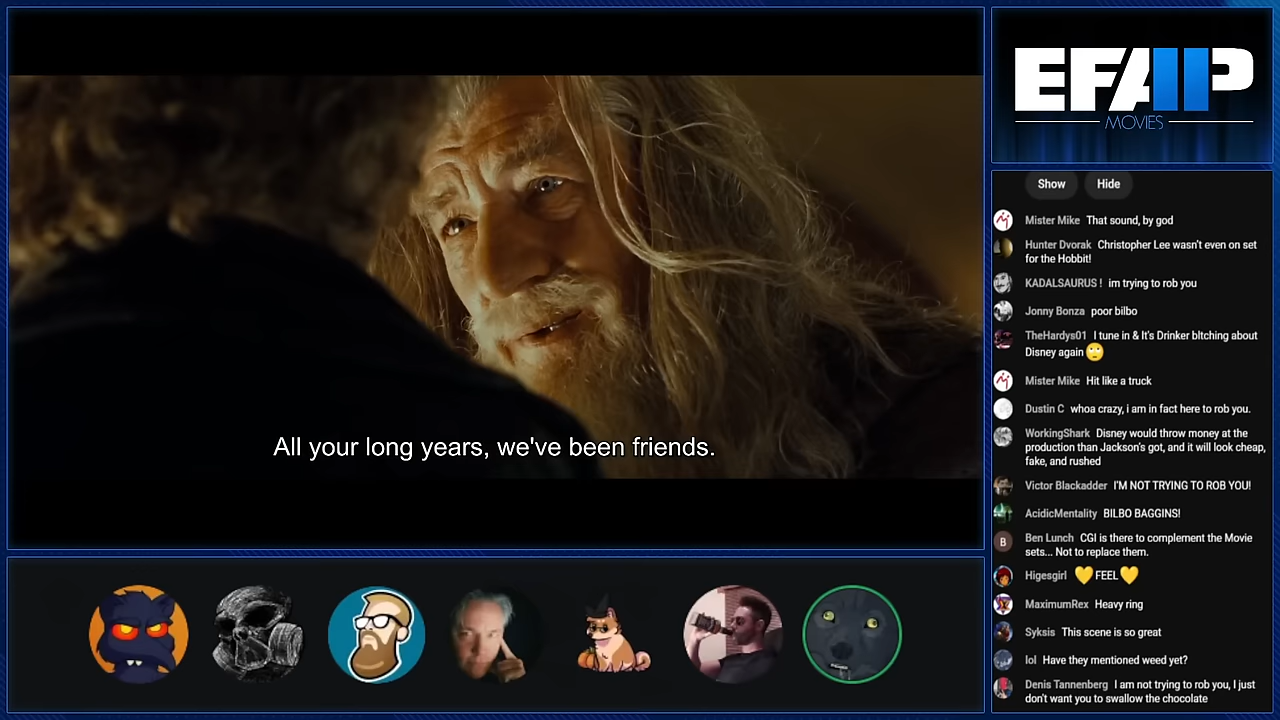 All your long years, we've been friends.
EFAP
MOVIES
Show Hide
Mister Mike That sound, by god
Hunter Dvorak Christopher Lee wasn't even on set
for the Hobbit!
KADALSAURUS ! im trying to rob you
Jonny Bonza poor bilbo
TheHardys01 I tune in & It's Drinker bItching about
Disney again 🙄
Mister Mike Hit like a truck
Dustin C whoa crazy, i am in fact here to rob you.
WorkingShark Disney would throw money at the
production than Jackson's got, and it will look cheap,
fake, and rushed
Victor Blackadder I'M NOT TRYING TO ROB YOU!
AcidicMentality BILBO BAGGINS!
B
Ben Lunch CGI is there to complement the Movie
sets... Not to replace them.
Higesgirl 💛FEEL💛
MaximumRex Heavy ring
Syksis This scene is so great
lol Have they mentioned weed yet?
Denis Tannenberg I am not trying to rob you, I just
don't want you to swallow the chocolate